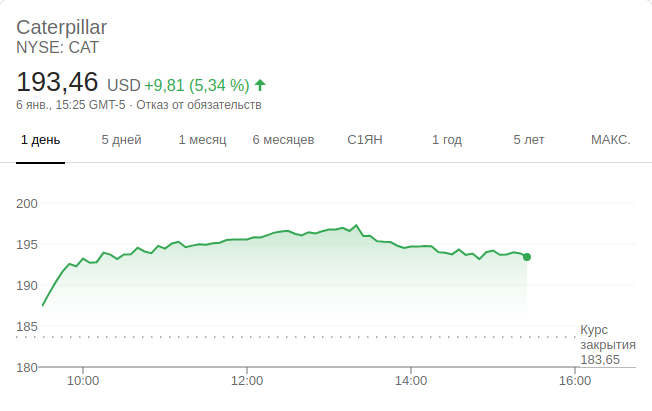 Caterpillar
NYSE: CAT
193,46 USD +9,81 (5,34 %)
6 янв., 15:25 GMT-5 · Отказ от обязательств
1 день 5 дней 1 месяц 6 месяцев С1ЯН 1 год 5 лет МАКС.
200
195
190
185
Курс
закрытия
183,65
180
10:00 12:00 14:00 16:00